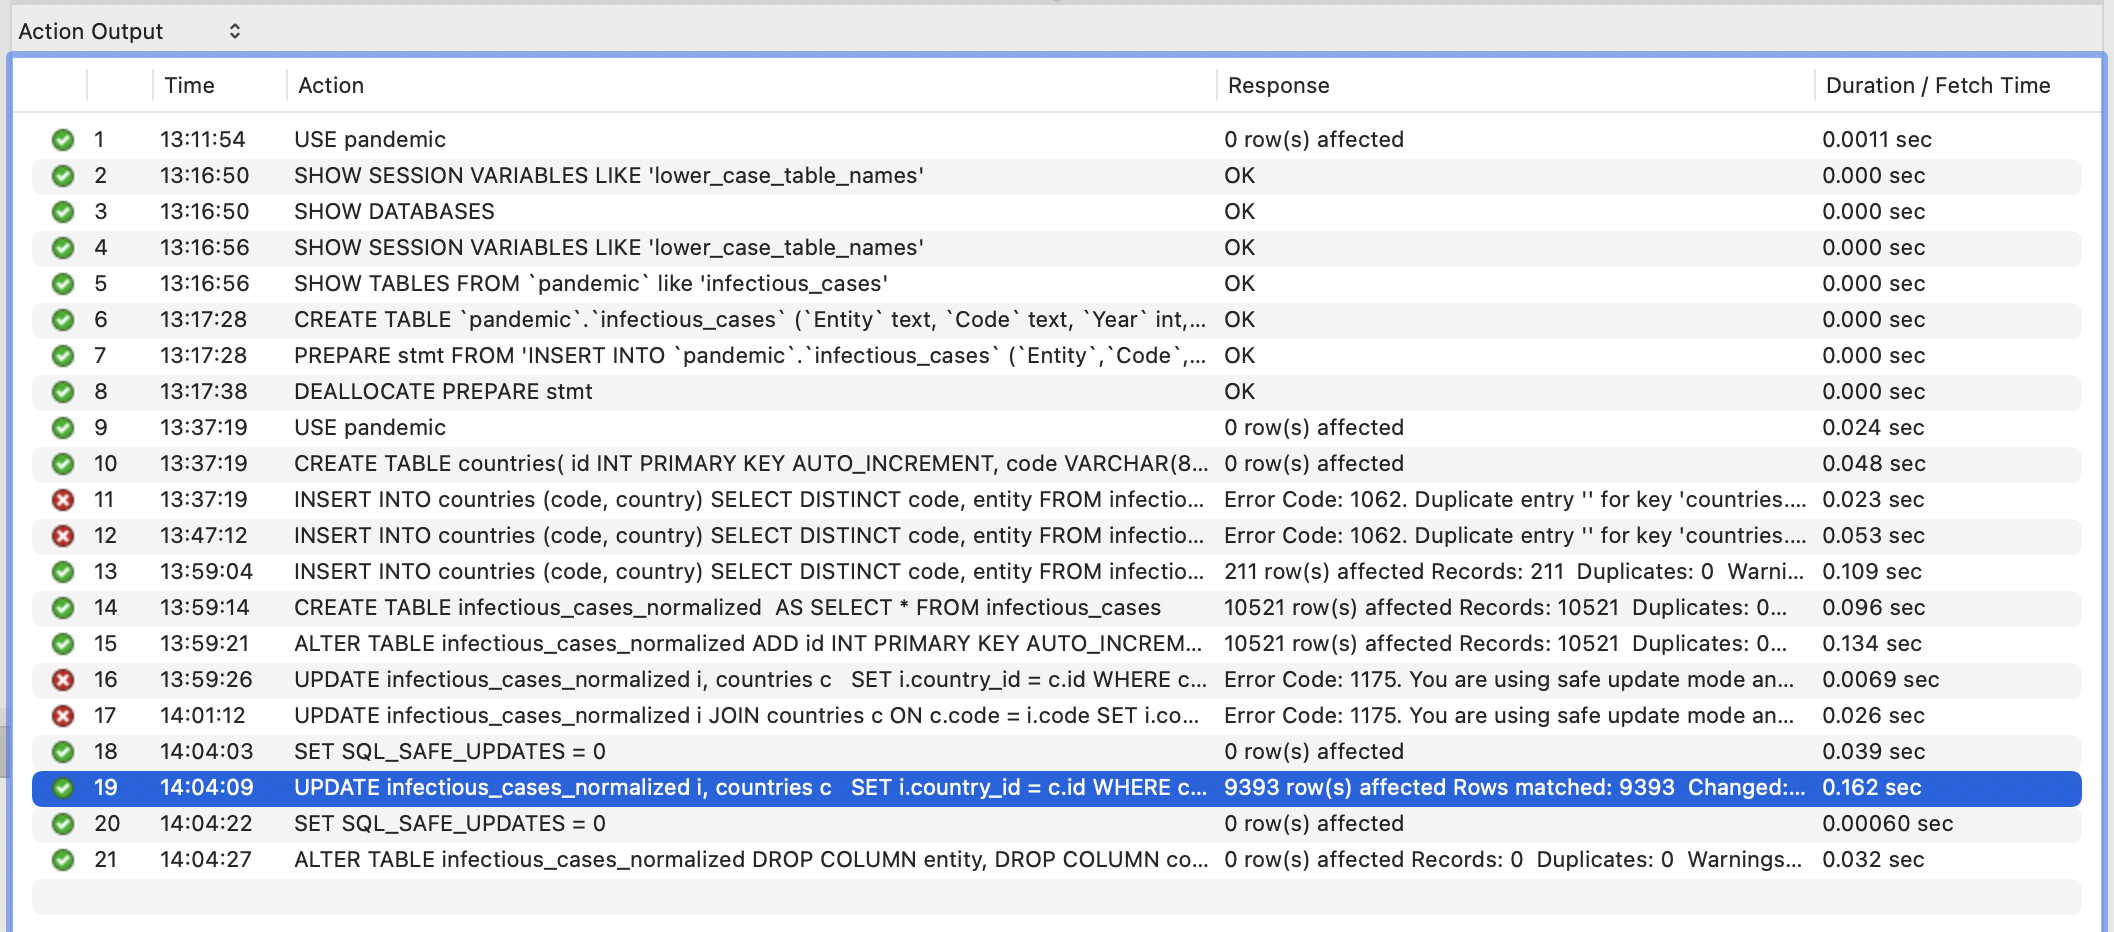 Action Output
Time Action Response Duration / Fetch Time
1 13:11:54 USE pandemic 0 row(s) affected 0.0011 sec
2 13:16:50 SHOW SESSION VARIABLES LIKE 'lower_case_table_names' OK 0.000 sec
3 13:16:50 SHOW DATABASES OK 0.000 sec
4 13:16:56 SHOW SESSION VARIABLES LIKE 'lower_case_table_names' OK 0.000 sec
5 13:16:56 SHOW TABLES FROM `pandemic` like 'infectious_cases' OK 0.000 sec
6 13:17:28 CREATE TABLE `pandemic`.`infectious_cases` (`Entity` text, `Code` text, `Year` int,... OK 0.000 sec
7 13:17:28 PREPARE stmt FROM 'INSERT INTO `pandemic`.`infectious_cases` (`Entity`,`Code`,... OK 0.000 sec
8 13:17:38 DEALLOCATE PREPARE stmt OK 0.000 sec
9 13:37:19 USE pandemic 0 row(s) affected 0.024 sec
10 13:37:19 CREATE TABLE countries( id INT PRIMARY KEY AUTO_INCREMENT, code VARCHAR(8... 0 row(s) affected 0.048 sec
11 13:37:19 INSERT INTO countries (code, country) SELECT DISTINCT code, entity FROM infectio... Error Code: 1062. Duplicate entry '' for key 'countries.... 0.023 sec
12 13:47:12 INSERT INTO countries (code, country) SELECT DISTINCT code, entity FROM infectio... Error Code: 1062. Duplicate entry '' for key 'countries.... 0.053 sec
13 13:59:04 INSERT INTO countries (code, country) SELECT DISTINCT code, entity FROM infectio... 211 row(s) affected Records: 211  Duplicates: 0  Warni... 0.109 sec
14 13:59:14 CREATE TABLE infectious_cases_normalized  AS SELECT * FROM infectious_cases 10521 row(s) affected Records: 10521  Duplicates: 0... 0.096 sec
15 13:59:21 ALTER TABLE infectious_cases_normalized ADD id INT PRIMARY KEY AUTO_INCREM... 10521 row(s) affected Records: 10521  Duplicates: 0... 0.134 sec
16 13:59:26 UPDATE infectious_cases_normalized i, countries c   SET i.country_id = c.id WHERE c... Error Code: 1175. You are using safe update mode an... 0.0069 sec
17 14:01:12 UPDATE infectious_cases_normalized i JOIN countries c ON c.code = i.code SET i.co... Error Code: 1175. You are using safe update mode an... 0.026 sec
18 14:04:03 SET SQL_SAFE_UPDATES = 0 0 row(s) affected 0.039 sec
19 14:04:09 UPDATE infectious_cases_normalized i, countries c   SET i.country_id = c.id WHERE c... 9393 row(s) affected Rows matched: 9393  Changed:... 0.162 sec
20 14:04:22 SET SQL_SAFE_UPDATES = 0 0 row(s) affected 0.00060 sec
21 14:04:27 ALTER TABLE infectious_cases_normalized DROP COLUMN entity, DROP COLUMN co... 0 row(s) affected Records: 0  Duplicates: 0  Warnings... 0.032 sec